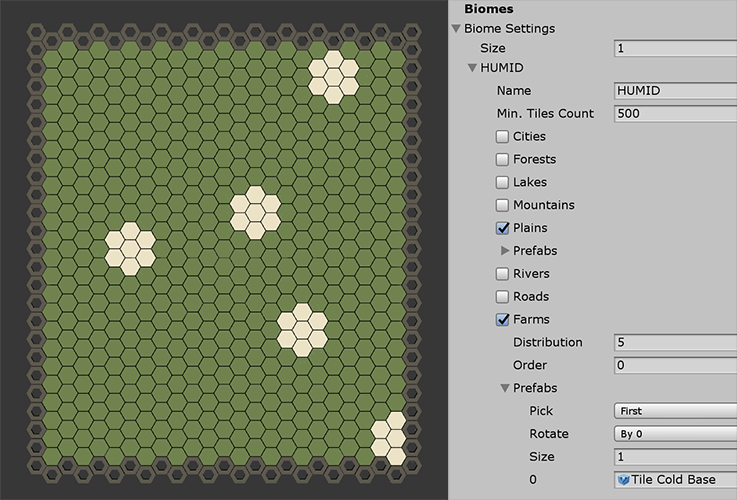 Biomes
Biome Settings
Size 1
HUMID
Name HUMID
Min. Tiles Count 500
Cities
Forests
Lakes
Mountains
Plains
Prefabs
Rivers
Roads
Farms
Distribution 5
Order 0
Prefabs
Pick First
Rotate By 0
Size 1
0 Tile Cold Base